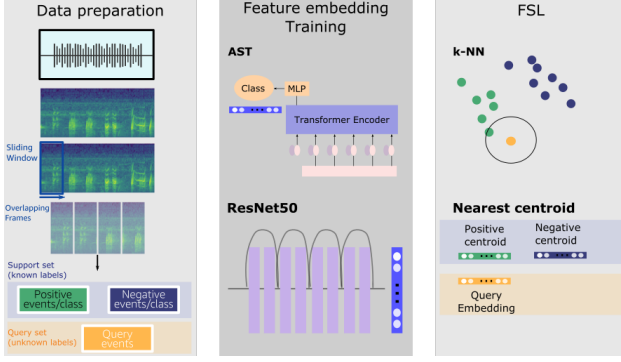 Data preparation
Sliding
Window
Overlapping
Frames
Support set
(known labels)
Positive
events/class
Negative
events/class
Query set
(unknown labels)
Query
events
Feature embedding
Training
AST
Class
MLP
Transformer Encoder
ResNet50
FSL
k-NN
Nearest centroid
Positive
centroid
Negative
centroid
Query
Embedding